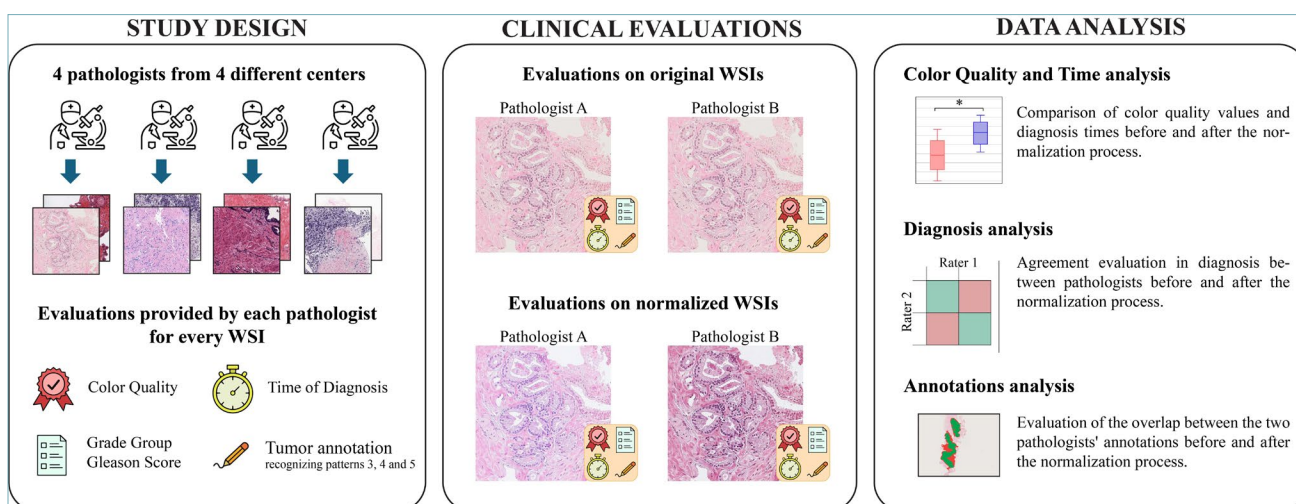 STUDY DESIGN
4 pathologists from 4 different centers
Evaluations provided by each pathologist
for every WSI
Color Quality
Time of Diagnosis
Grade Group
Gleason Score
Tumor annotation
recognizing patterns 3, 4 and 5
CLINICAL EVALUATIONS
Evaluations on original WSIs
Pathologist A
Pathologist B
Evaluations on normalized WSIs
Pathologist A
Pathologist B
DATA ANALYSIS
Color Quality and Time analysis
*
Comparison of color quality values and
diagnosis times before and after the nor-
malization process.
Diagnosis analysis
Rater 1
Rater 2
Agreement evaluation in diagnosis be-
tween pathologists before and after the
normalization process.
Annotations analysis
Evaluation of the overlap between the two
pathologists' annotations before and after
the normalization process.